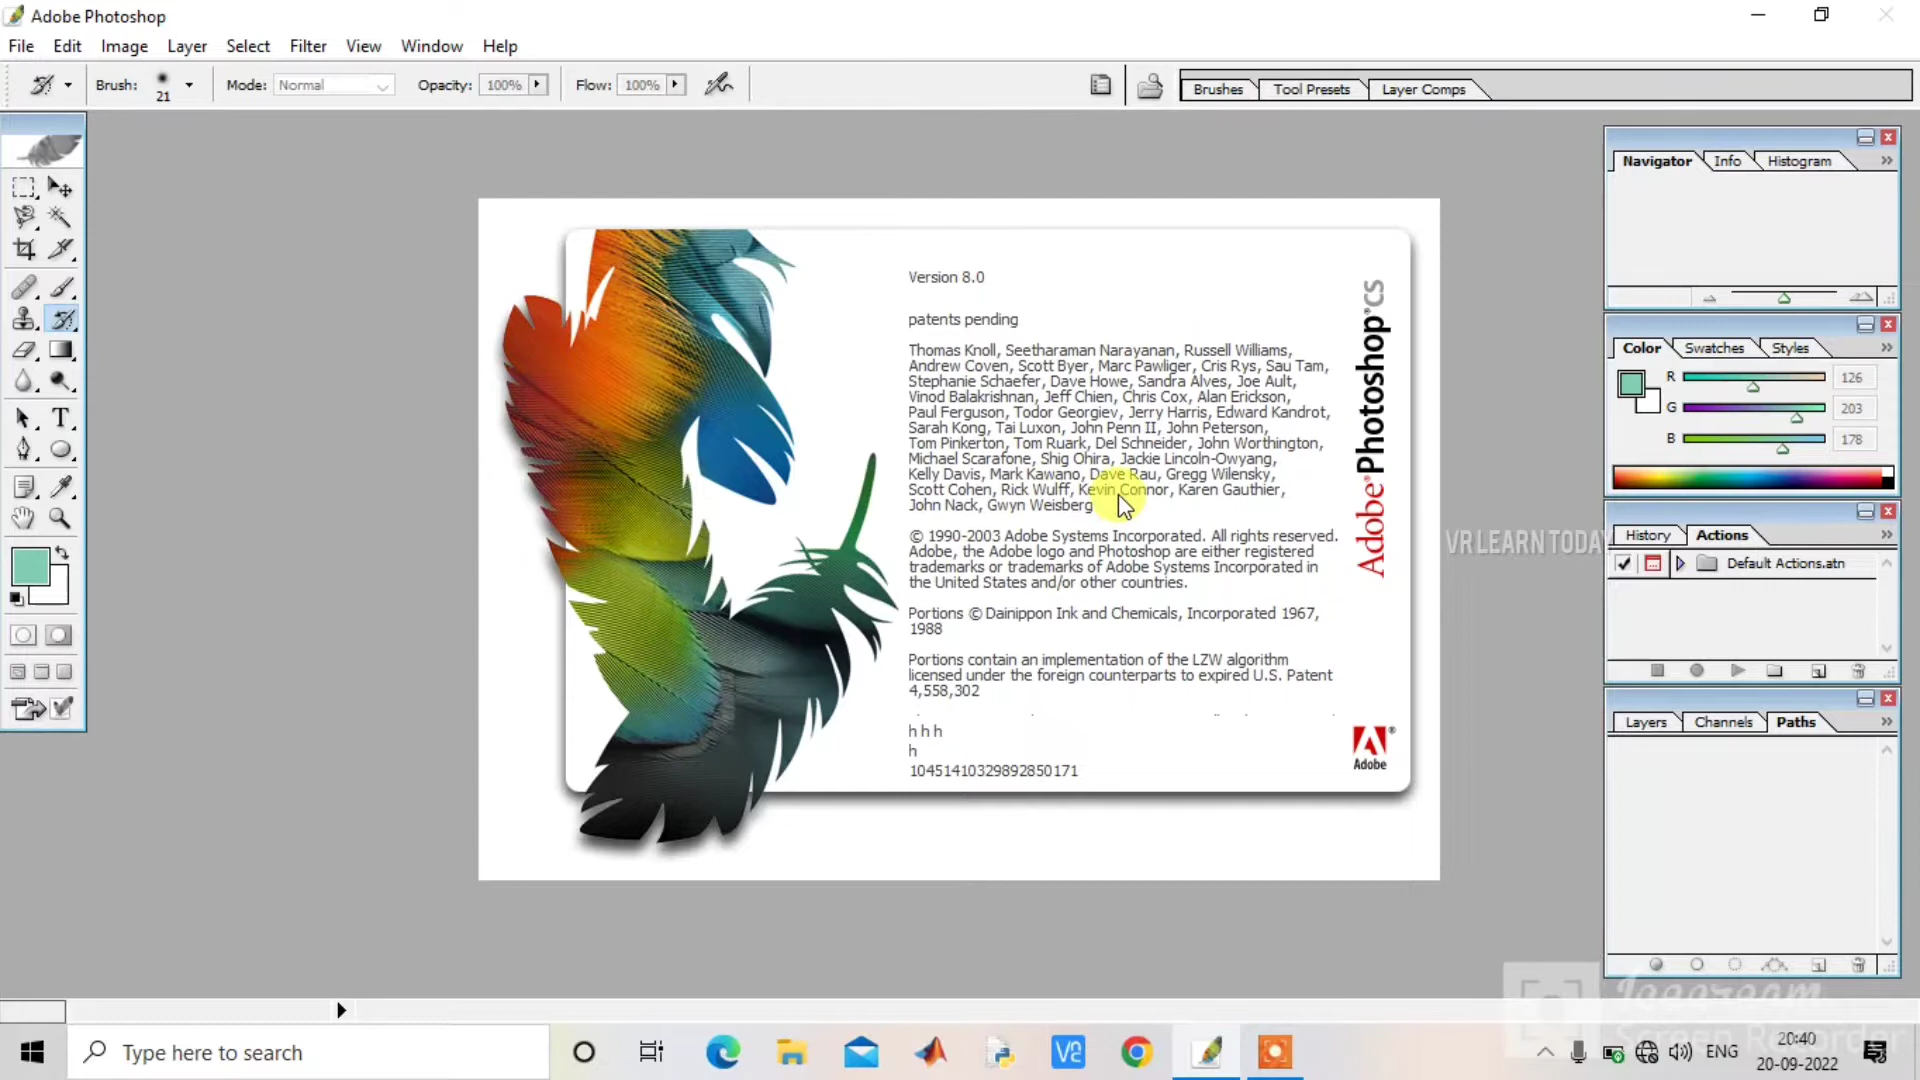 Adobe Photoshop
File Edit Image Layer Select Filter View Window Help
Brush: 21 Mode: Normal Opacity: 100% Flow: 100% Brushes Tool Presets Layer Comps
Navigator Info Histogram
Color Swatches Styles
R 126
G 203
B 178
History Actions
Default Actions.atn
Layers Channels Paths
T
Version 8.0
patents pending
Thomas Knoll, Seetharaman Narayanan, Russell Williams,
Andrew Coven, Scott Byer, Marc Pawliger, Cris Rys, Sau Tam,
Stephanie Schaefer, Dave Howe, Sandra Alves, Joe Ault,
Vinod Balakrishnan, Jeff Chien, Chris Cox, Alan Erickson,
Paul Ferguson, Todor Georgiev, Jerry Harris, Edward Kandrot,
Sarah Kong, Tai Luxon, John Penn II, John Peterson,
Tom Pinkerton, Tom Ruark, Del Schneider, John Worthington,
Michael Scarafone, Shig Ohira, Jackie Lincoln-Owyang,
Kelly Davis, Mark Kawano, Dave Rau, Gregg Wilensky,
Scott Cohen, Rick Wulff, Kevin Connor, Karen Gauthier,
John Nack, Gwyn Weisberg
© 1990-2003 Adobe Systems Incorporated. All rights reserved.
Adobe, the Adobe logo and Photoshop are either registered
trademarks or trademarks of Adobe Systems Incorporated in
the United States and/or other countries.
Portions © Dainippon Ink and Chemicals, Incorporated 1967,
1988
Portions contain an implementation of the LZW algorithm
licensed under the foreign counterparts to expired U.S. Patent
4,558,302
h h h
h
10451410329892850171
Adobe® Photoshop® CS
Adobe
VR LEARN TODAY
Icecream
Screen Recorder
Type here to search
V2
ENG
20:40
20-09-2022